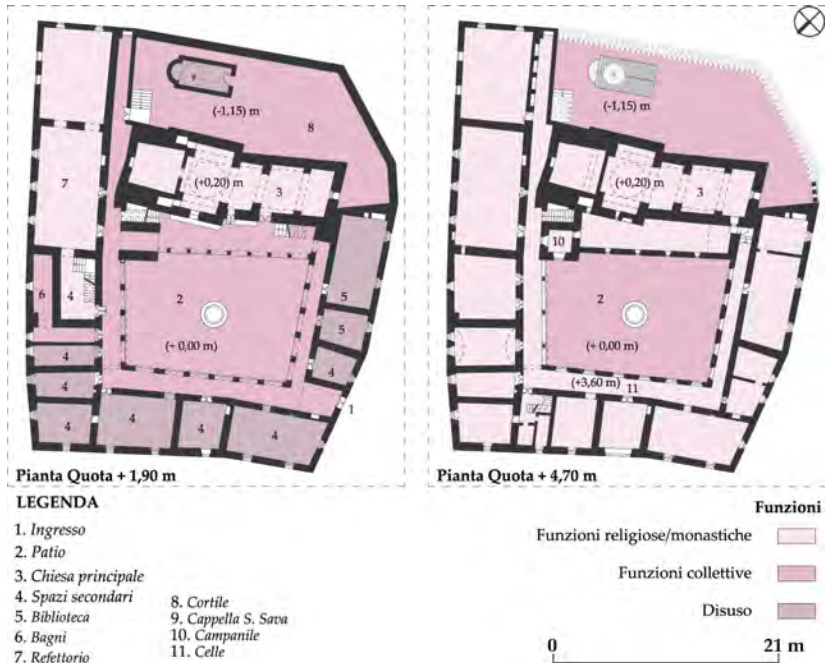 9
(-1,15) m
8
7
(+0,20) m
3
2
6
4
5
(+ 0,00 m)
5
4
4
4
4
4
4
4
1
Pianta Quota + 1,90 m
(-1,15) m
(+0,20) m
3
10
2
(+ 0,00 m)
(+3,60 m)
11
Pianta Quota + 4,70 m
LEGENDA
1. Ingresso
2. Patio
3. Chiesa principale
4. Spazi secondari
5. Biblioteca
6. Bagni
7. Refettorio
8. Cortile
9. Cappella S. Sava
10. Campanile
11. Celle
Funzioni
Funzioni religiose/monastiche
Funzioni collettive
Disuso
0 21 m